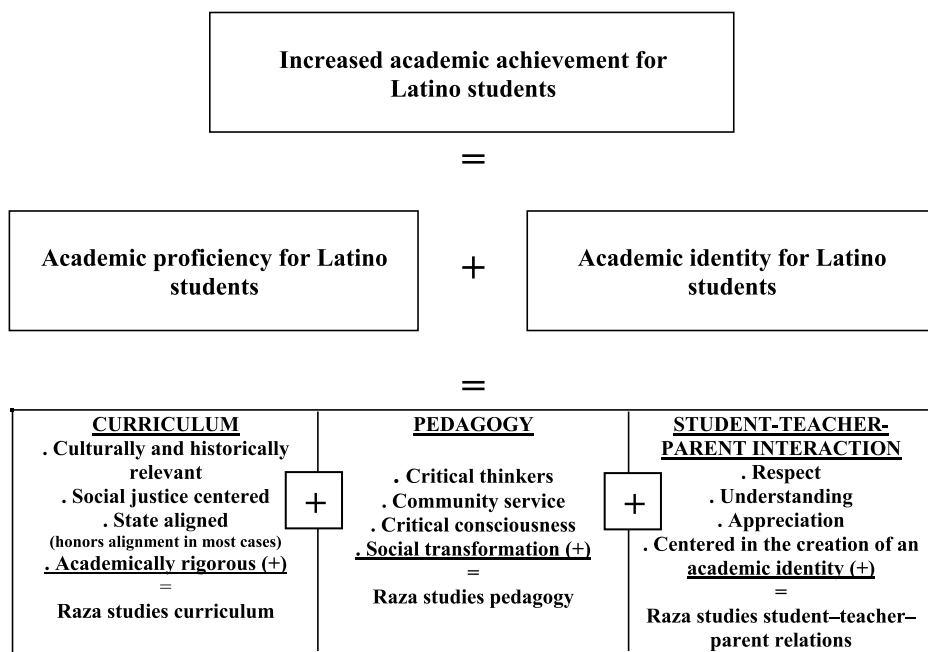 Increased academic achievement for
Latino students
=
Academic proficiency for Latino
students
+
Academic identity for Latino
students
=
CURRICULUM
. Culturally and historically
relevant
. Social justice centered
. State aligned
(honors alignment in most cases)
. Academically rigorous (+)
=
Raza studies curriculum
+
PEDAGOGY
. Critical thinkers
. Community service
. Critical consciousness
. Social transformation (+)
=
Raza studies pedagogy
+
STUDENT-TEACHER-
PARENT INTERACTION
. Respect
. Understanding
. Appreciation
. Centered in the creation of an
academic identity (+)
=
Raza studies student–teacher–
parent relations